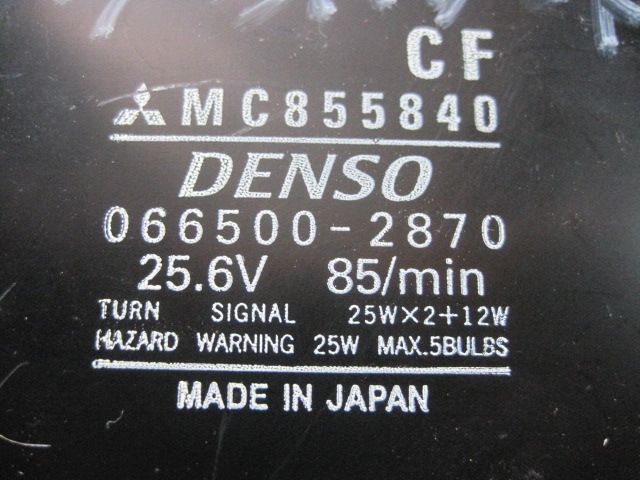 CF
MC855840
DENSO
066500-2870
25.6V 85/min
TURN SIGNAL 25W×2+12W
HAZARD WARNING 25W MAX.5BULBS
MADE IN JAPAN